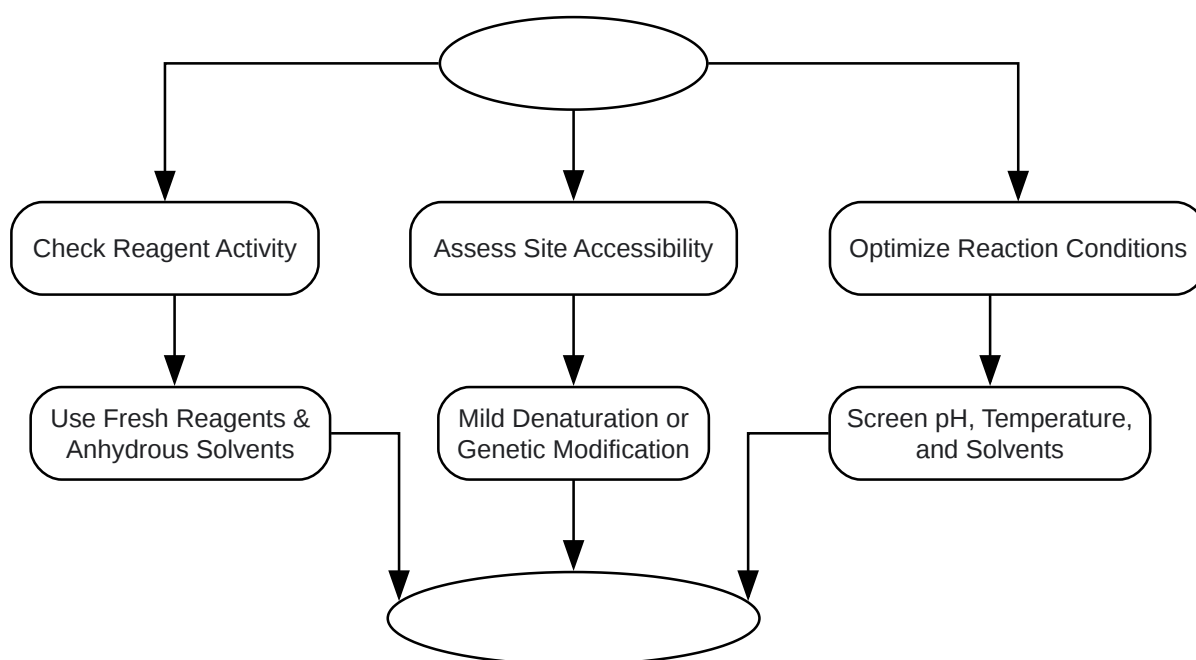 Check Reagent Activity
Assess Site Accessibility
Optimize Reaction Conditions
Use Fresh Reagents &
Anhydrous Solvents
Mild Denaturation or
Genetic Modification
Screen pH, Temperature,
and Solvents